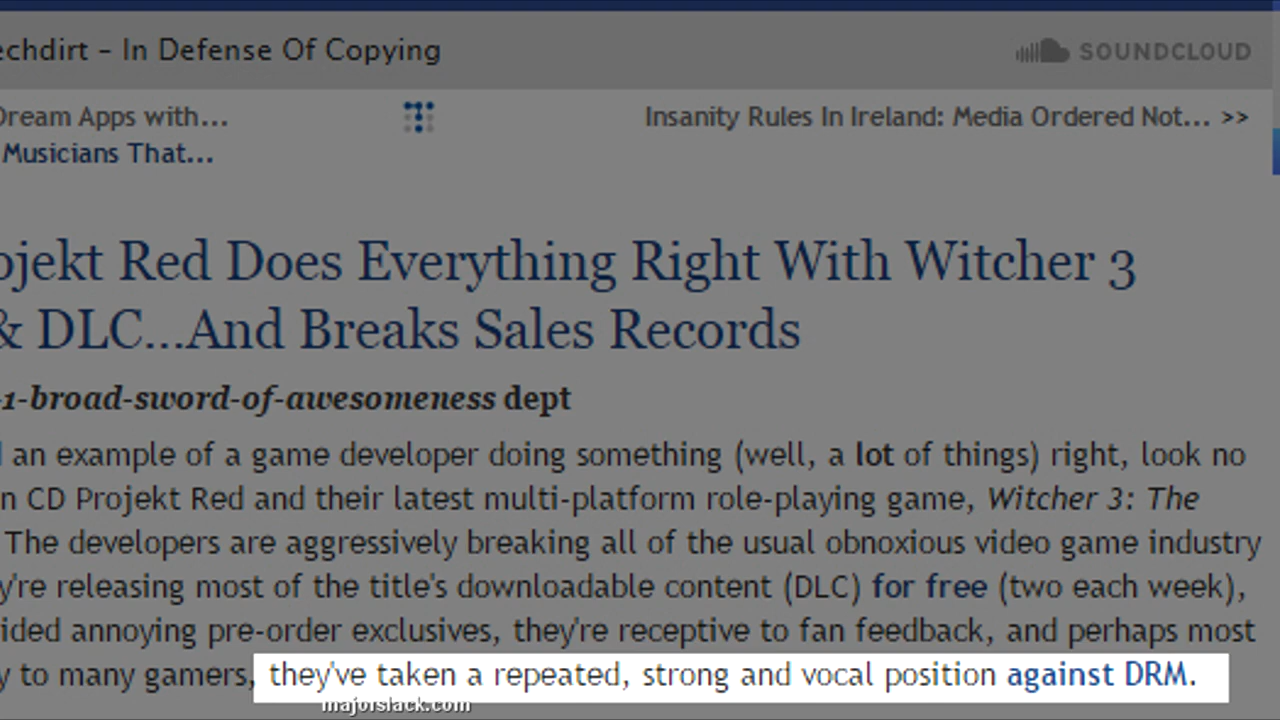 echdirt – In Defense Of Copying
SOUNDCLOUD
Dream Apps with...
Insanity Rules In Ireland: Media Ordered Not... >>
Musicians That...
ojekt Red Does Everything Right With Witcher 3
& DLC...And Breaks Sales Records
-1-broad-sword-of-awesomeness dept
an example of a game developer doing something (well, a lot of things) right, look no
n CD Projekt Red and their latest multi-platform role-playing game, Witcher 3: The
The developers are aggressively breaking all of the usual obnoxious video game industry
y're releasing most of the title's downloadable content (DLC) for free (two each week),
ided annoying pre-order exclusives, they're receptive to fan feedback, and perhaps most
y to many gamers, they've taken a repeated, strong and vocal position against DRM.
majorslack.com